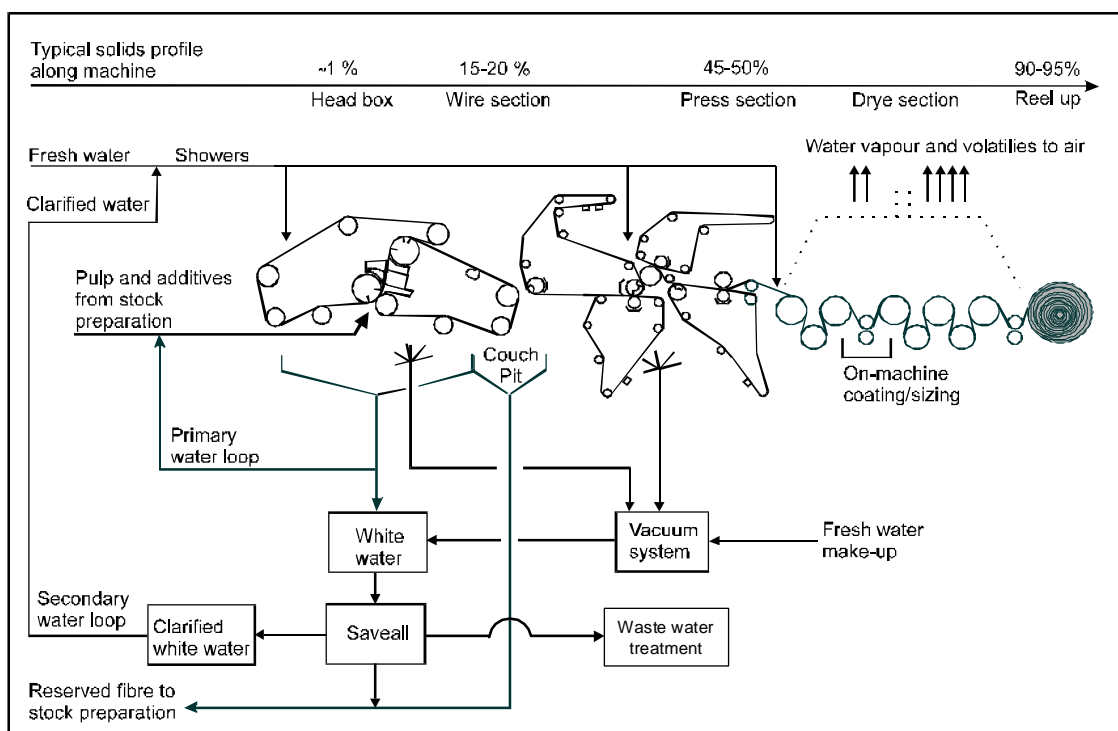 Typical solids profile
along machine
~1 %
15-20 %
45-50%
90-95%
Head box
Wire section
Press section
Drye section
Reel up
Fresh water
Showers
Water vapour and volatilies to air
Clarified water
Pulp and additives
from stock
preparation
Couch
Pit
On-machine
coating/sizing
Primary
water loop
White
water
Vacuum
system
Fresh water
make-up
Secondary
water loop
Clarified
white water
Saveall
Waste water
treatment
Reserved fibre to
stock preparation